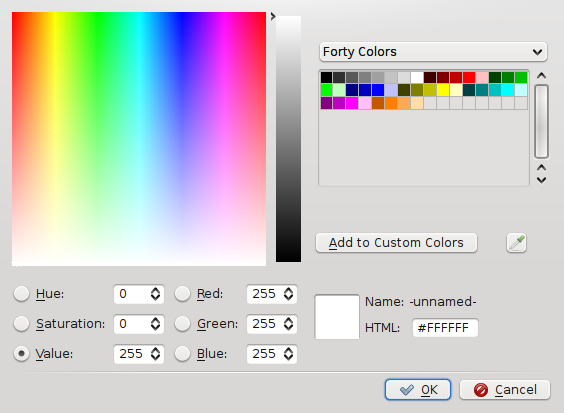 Forty Colors
Add to Custom Colors
Hue: 0 Red: 255
Saturation: 0 Green: 255
Value: 255 Blue: 255
Name: -unnamed-
HTML: #FFFFFF
OK Cancel